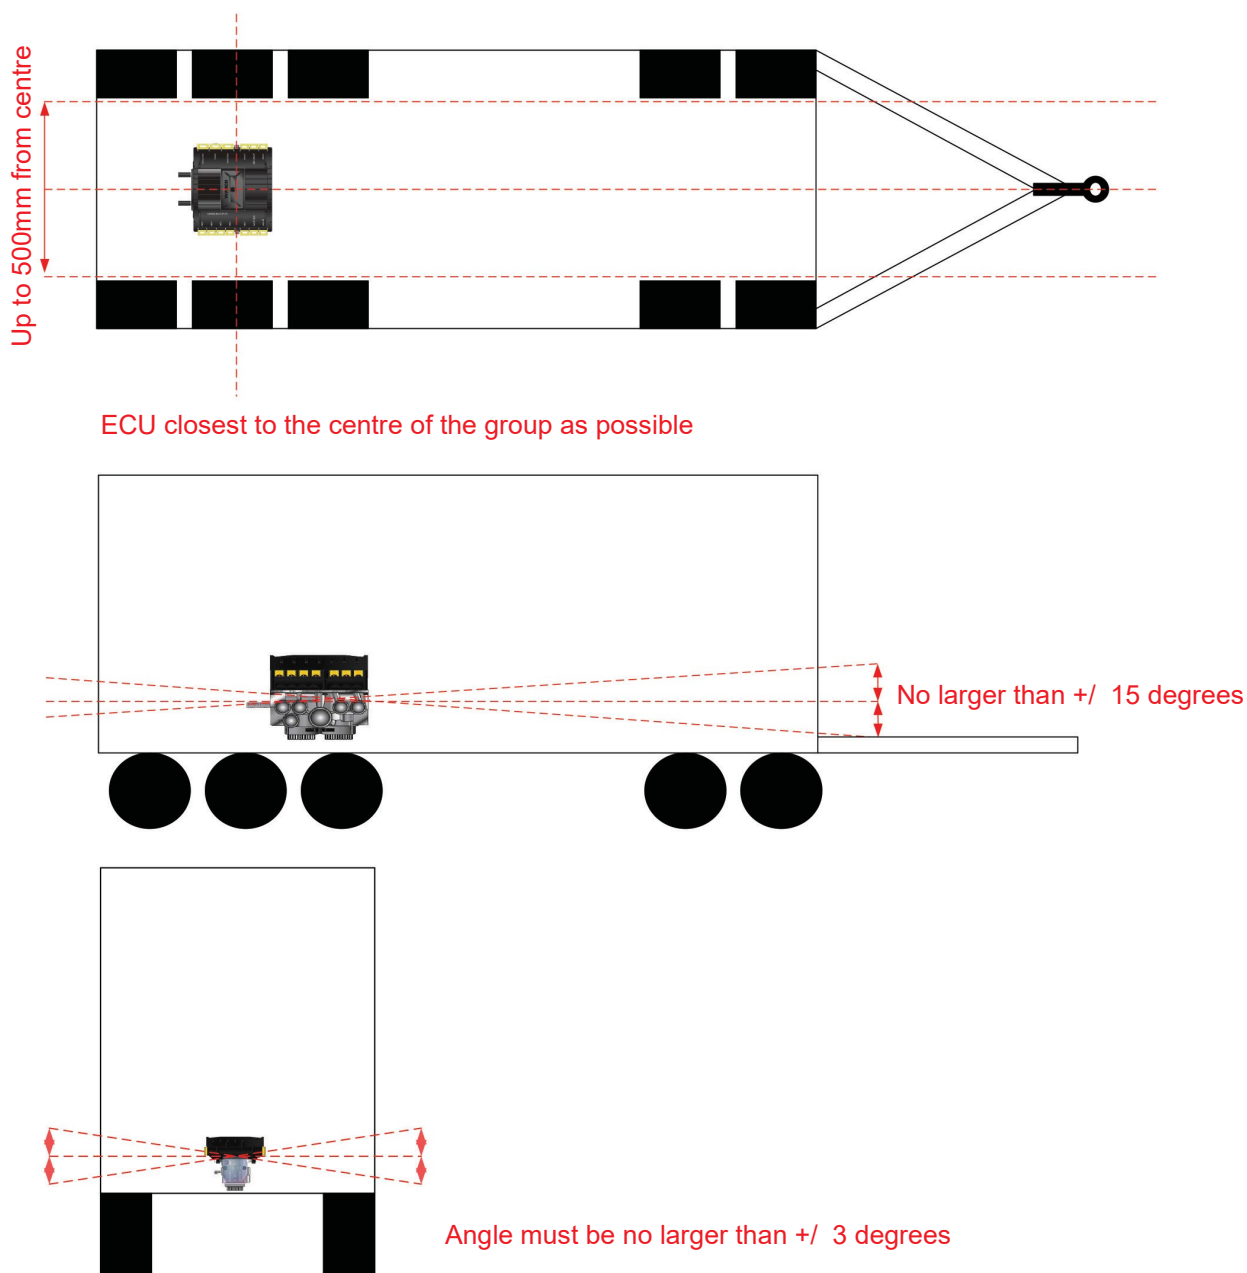 Up to 500mm from centre
ECU closest to the centre of the group as possible
No larger than +/ 15 degrees
Angle must be no larger than +/ 3 degrees